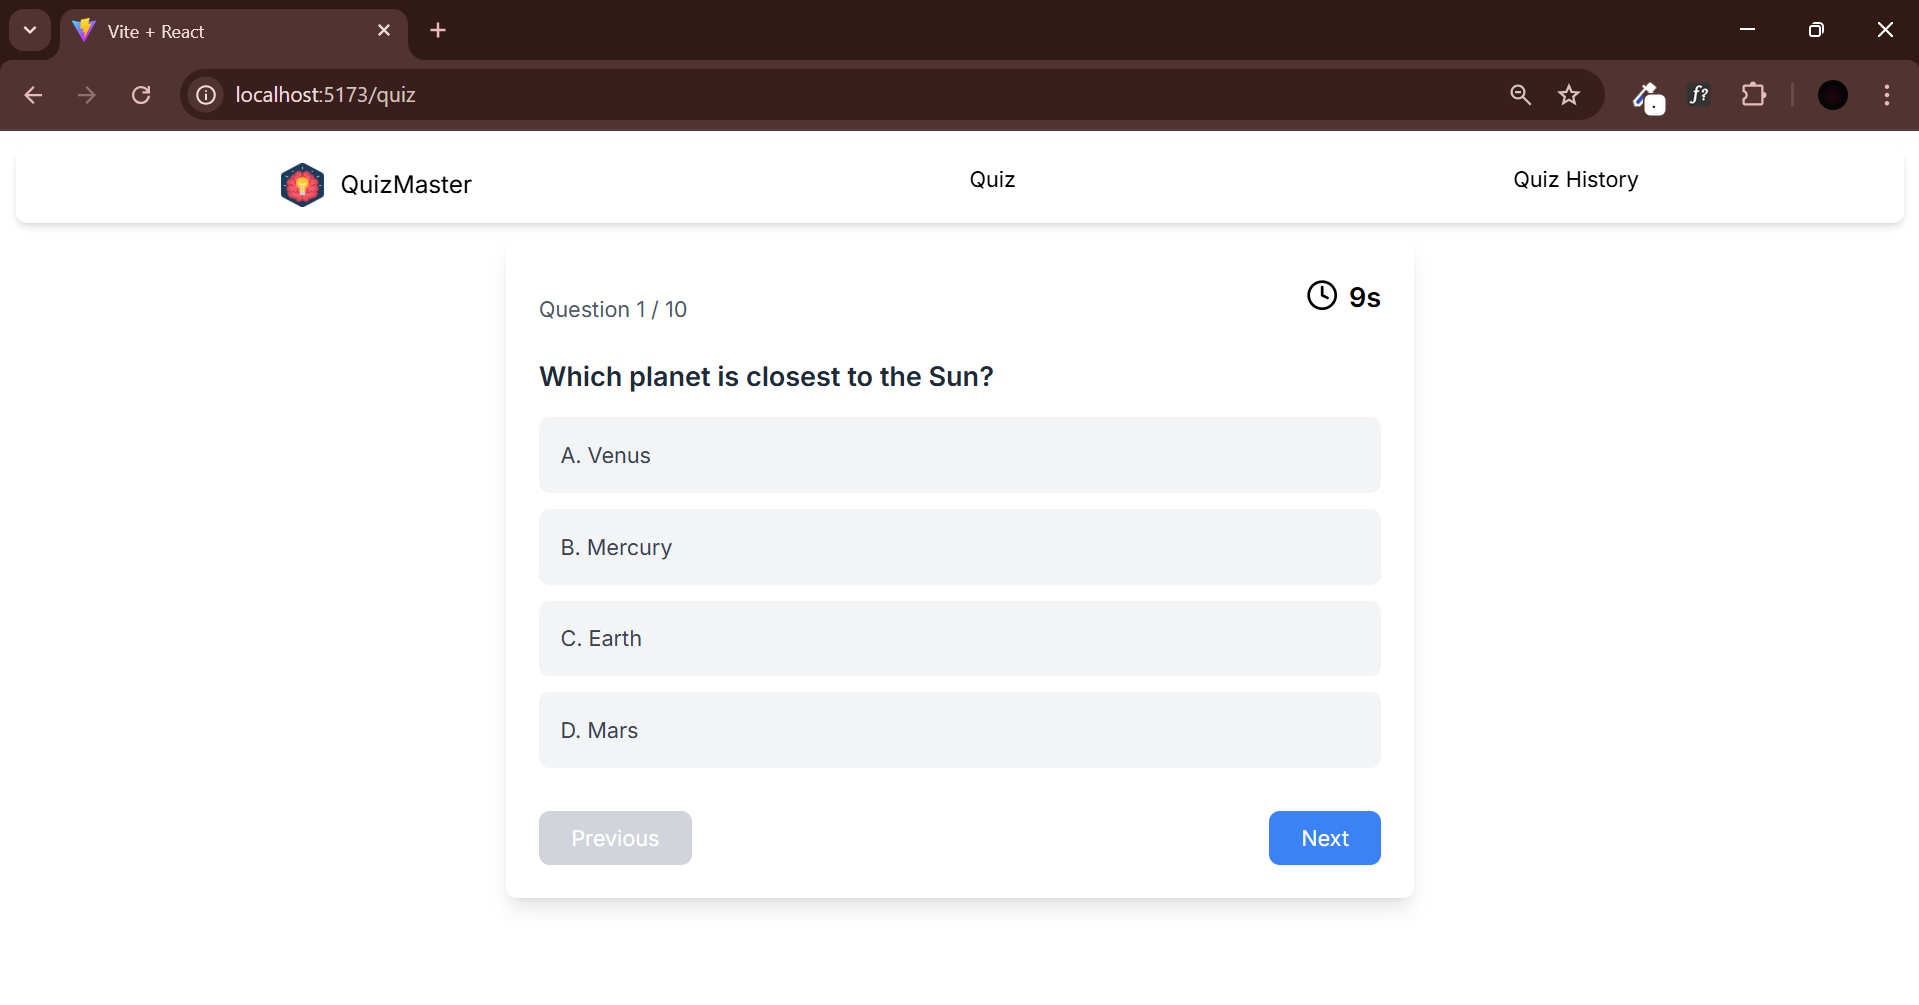 Vite + React
localhost:5173/quiz
f?
QuizMaster
Quiz
Quiz History
Question 1 / 10
9s
Which planet is closest to the Sun?
A. Venus
B. Mercury
C. Earth
D. Mars
Previous
Next